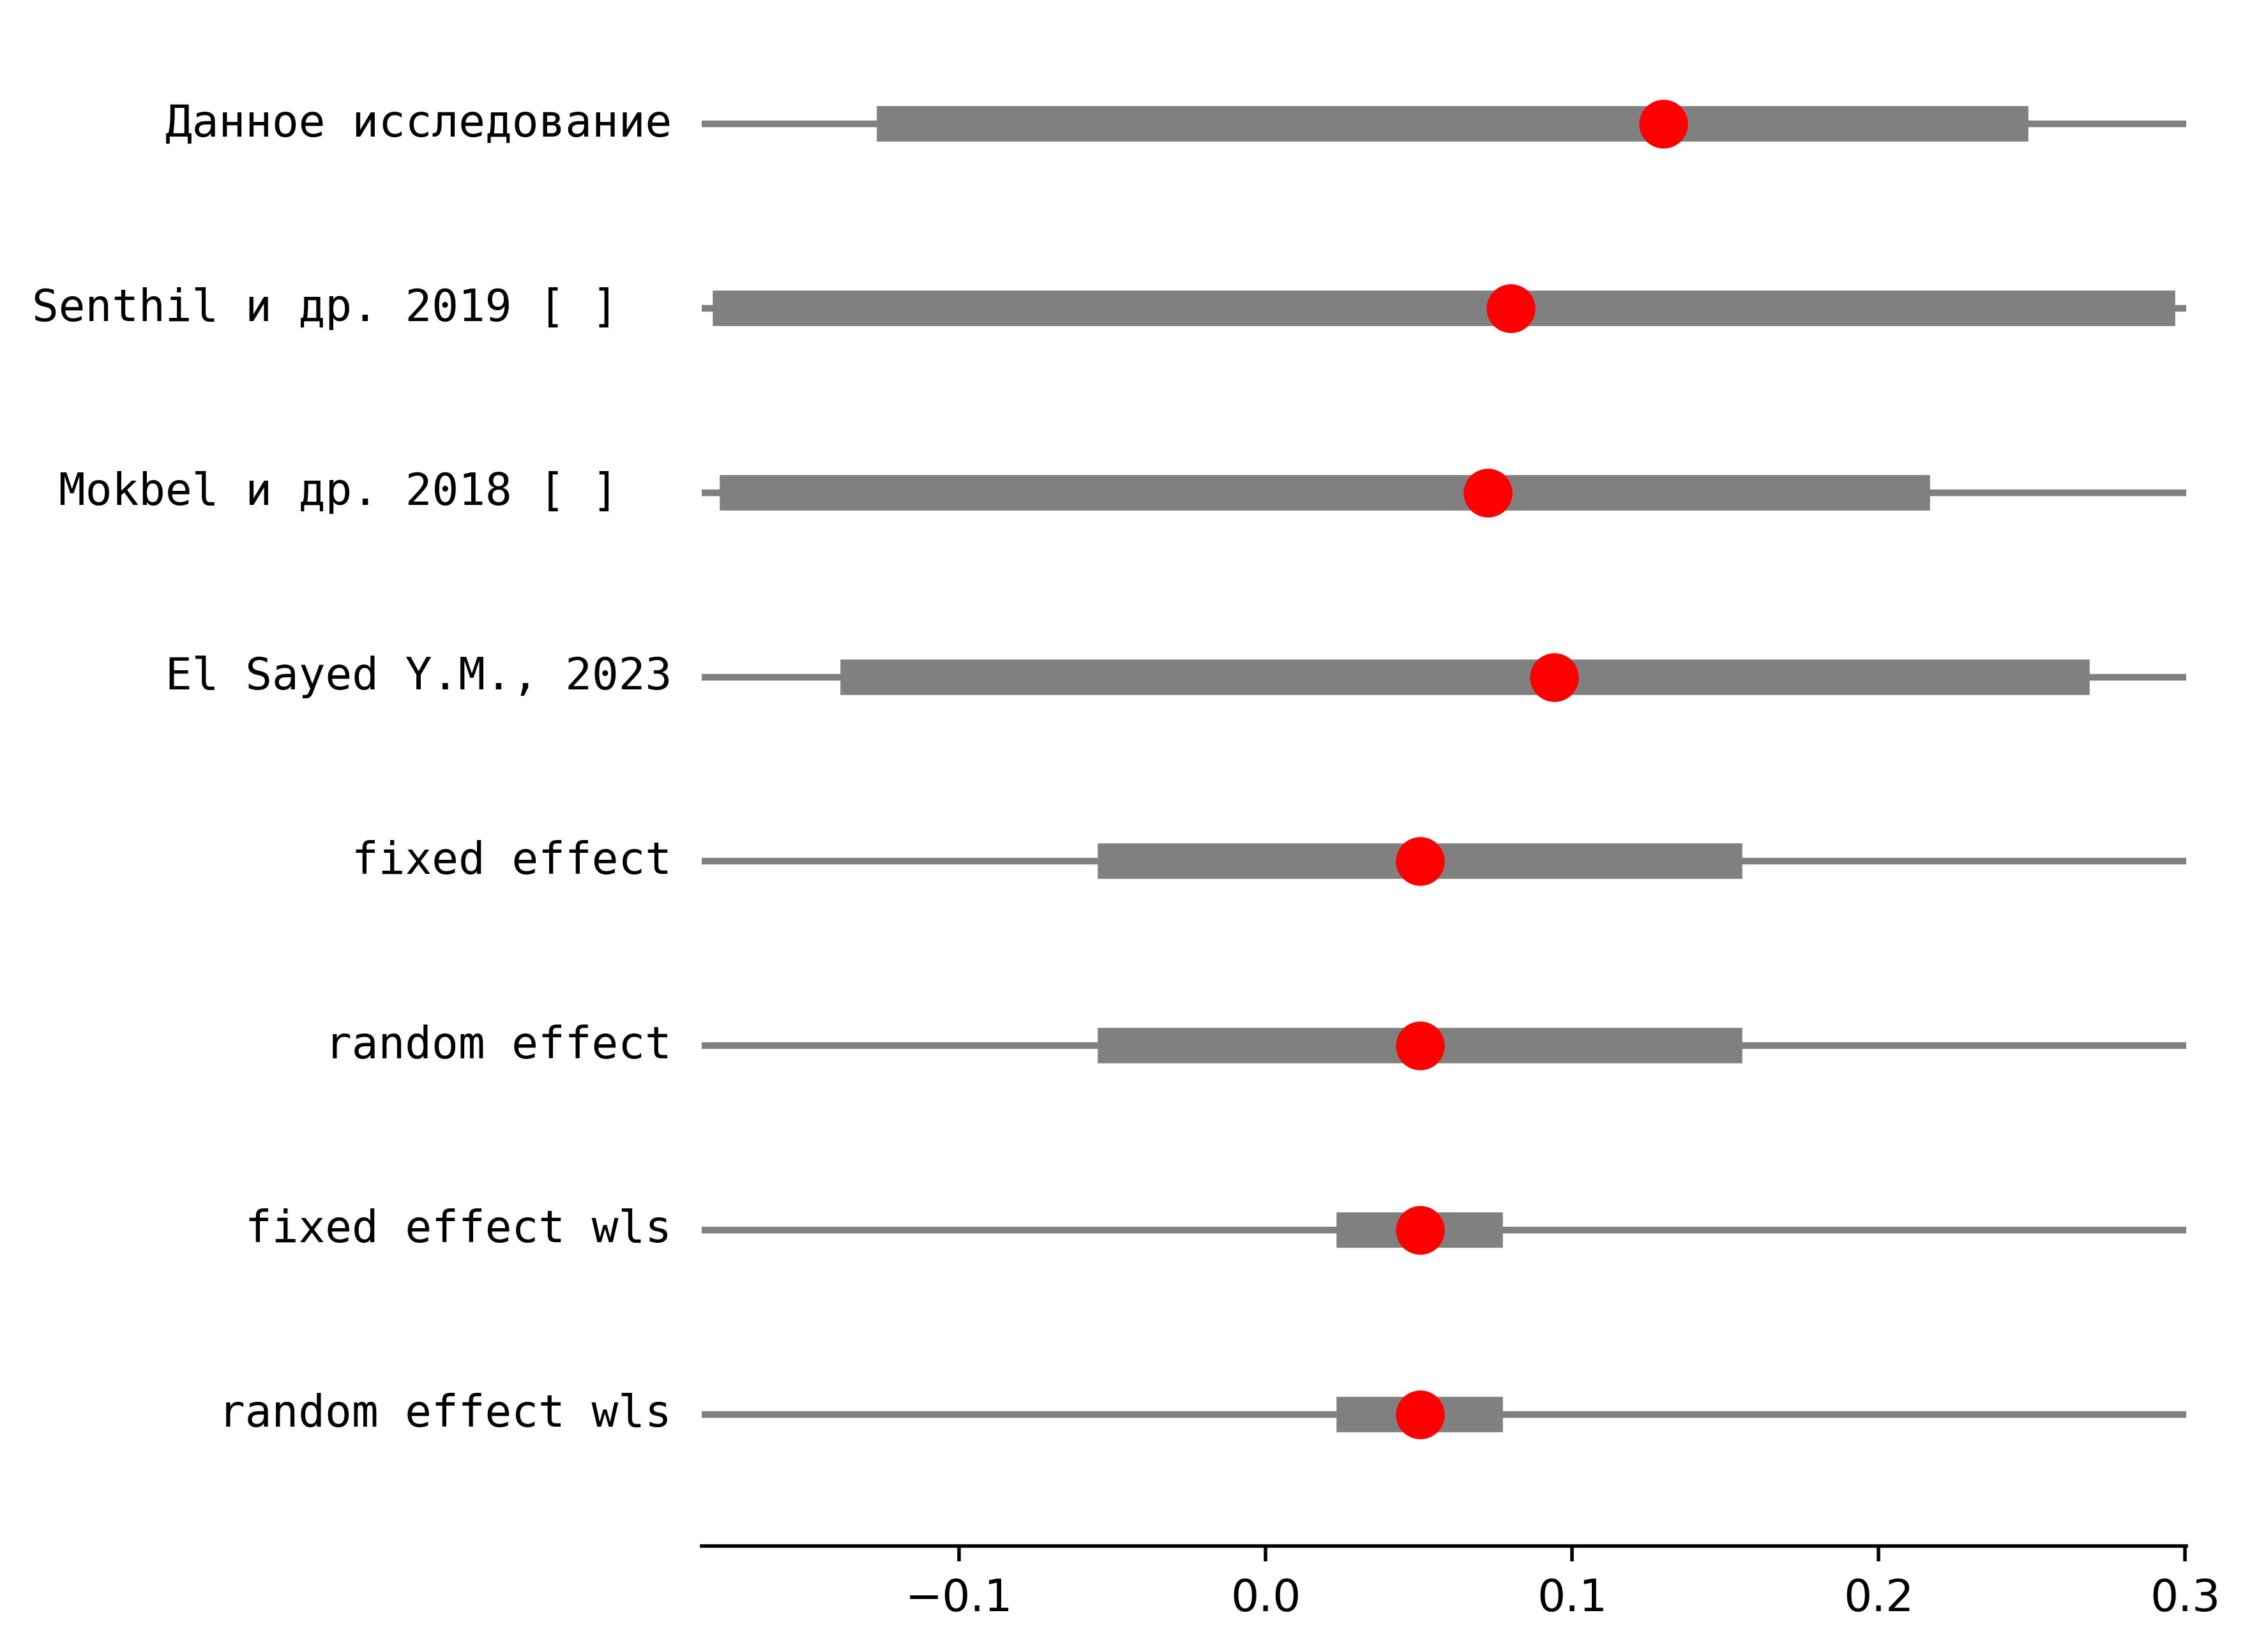 Данное исследование
Senthil и др. 2019 [ ]
Mokbel и др. 2018 [ ]
El Sayed Y.M., 2023
fixed effect
random effect
fixed effect wls
random effect wls
−0.1 0.0 0.1 0.2 0.3